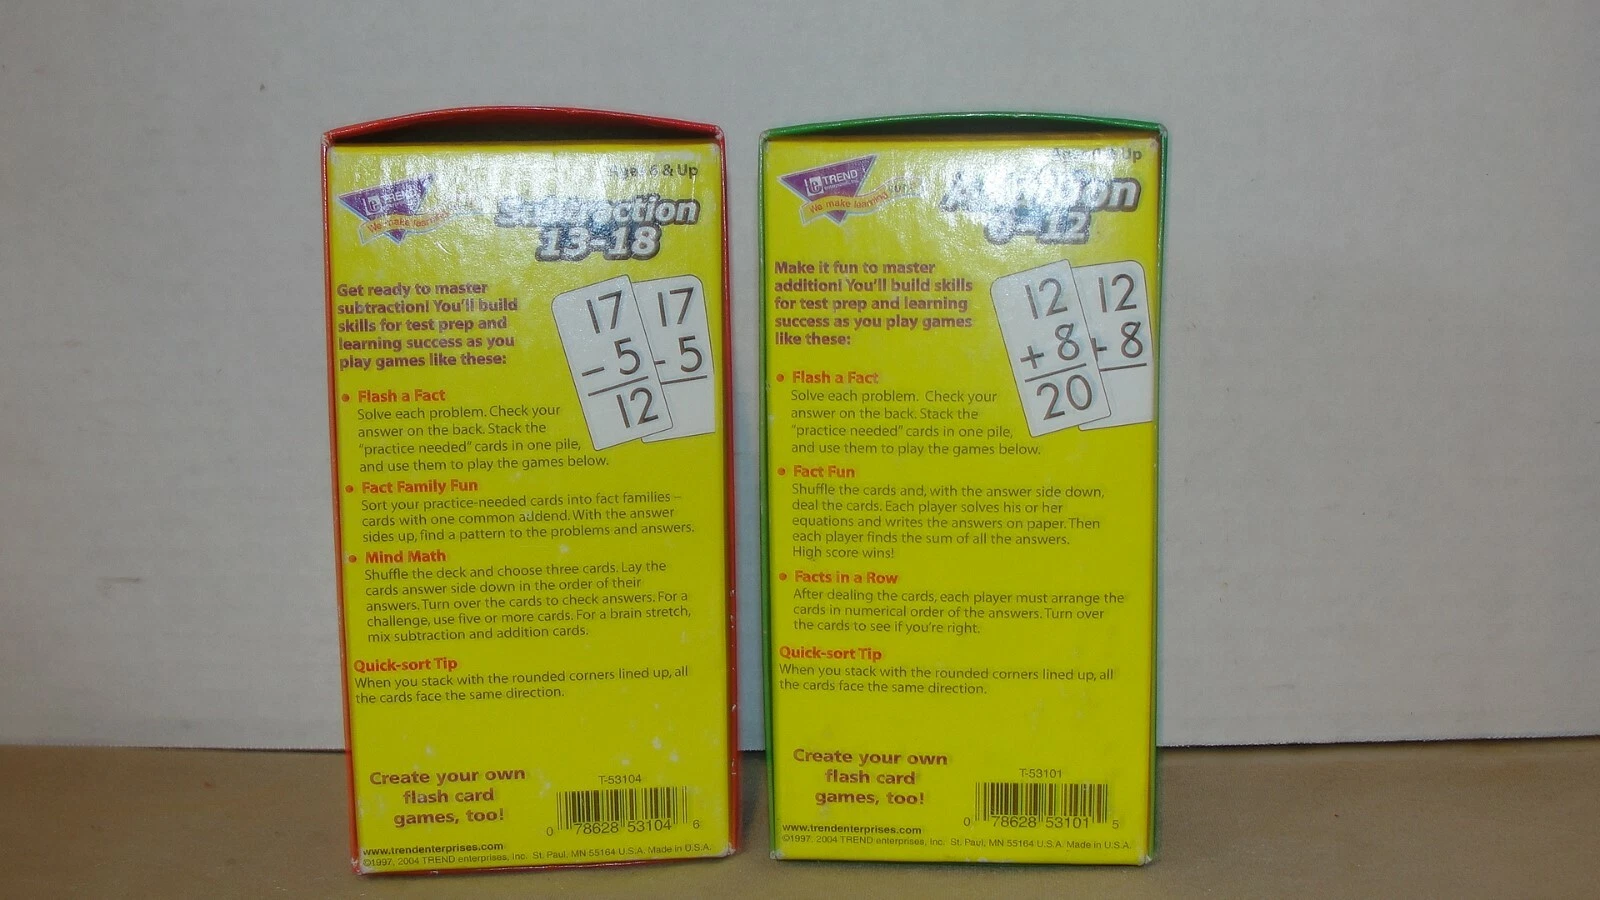 TREND
We make learning
Ages 6 & Up
Subtraction
13-18
Get ready to master
subtraction! You'll build
skills for test prep and
learning success as you
play games like these:
17
- 5
12
17
- 5
• Flash a Fact
Solve each problem. Check your
answer on the back. Stack the
"practice needed" cards in one pile,
and use them to play the games below.
• Fact Family Fun
Sort your practice-needed cards into fact families –
cards with one common addend. With the answer
sides up, find a pattern to the problems and answers.
• Mind Math
Shuffle the deck and choose three cards. Lay the
cards answer side down in the order of their
answers. Turn over the cards to check answers. For a
challenge, use five or more cards. For a brain stretch,
mix subtraction and addition cards.
Quick-sort Tip
When you stack with the rounded corners lined up, all
the cards face the same direction.
Create your own
flash card
games, too!
T-53104
0 78628 53104 6
www.trendenterprises.com
©1997, 2004 TREND enterprises, Inc. St. Paul, MN 55164 U.S.A. Made in U.S.A.
TREND
We make learning fun
& Up
Addition
-12
Make it fun to master
addition! You'll build skills
for test prep and learning
success as you play games
like these:
12
+ 8
20
12
+ 8
• Flash a Fact
Solve each problem. Check your
answer on the back. Stack the
"practice needed" cards in one pile,
and use them to play the games below.
• Fact Fun
Shuffle the cards and, with the answer side down,
deal the cards. Each player solves his or her
equations and writes the answers on paper. Then
each player finds the sum of all the answers.
High score wins!
• Facts in a Row
After dealing the cards, each player must arrange the
cards in numerical order of the answers. Turn over
the cards to see if you're right.
Quick-sort Tip
When you stack with the rounded corners lined up, all
the cards face the same direction.
Create your own
flash card
games, too!
T-53101
0 78628 53101 5
www.trendenterprises.com
©1997, 2004 TREND enterprises, Inc. St. Paul, MN 55164 U.S.A. Made in U.S.A.